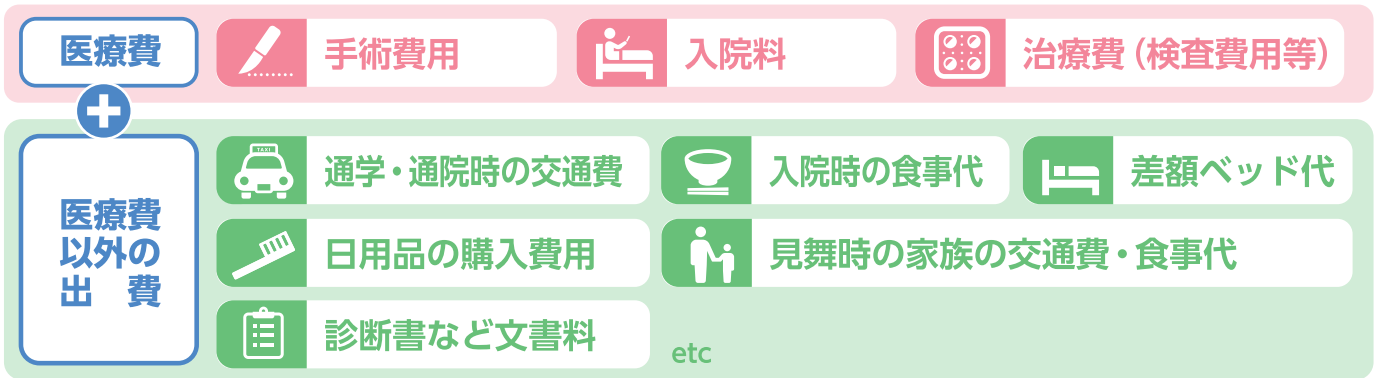 医療費
手術費用
入院料
治療費（検査費用等）
医療費
以外の
出　費
TAXI
通学・通院時の交通費
入院時の食事代
差額ベッド代
日用品の購入費用
見舞時の家族の交通費・食事代
診断書など文書料
etc